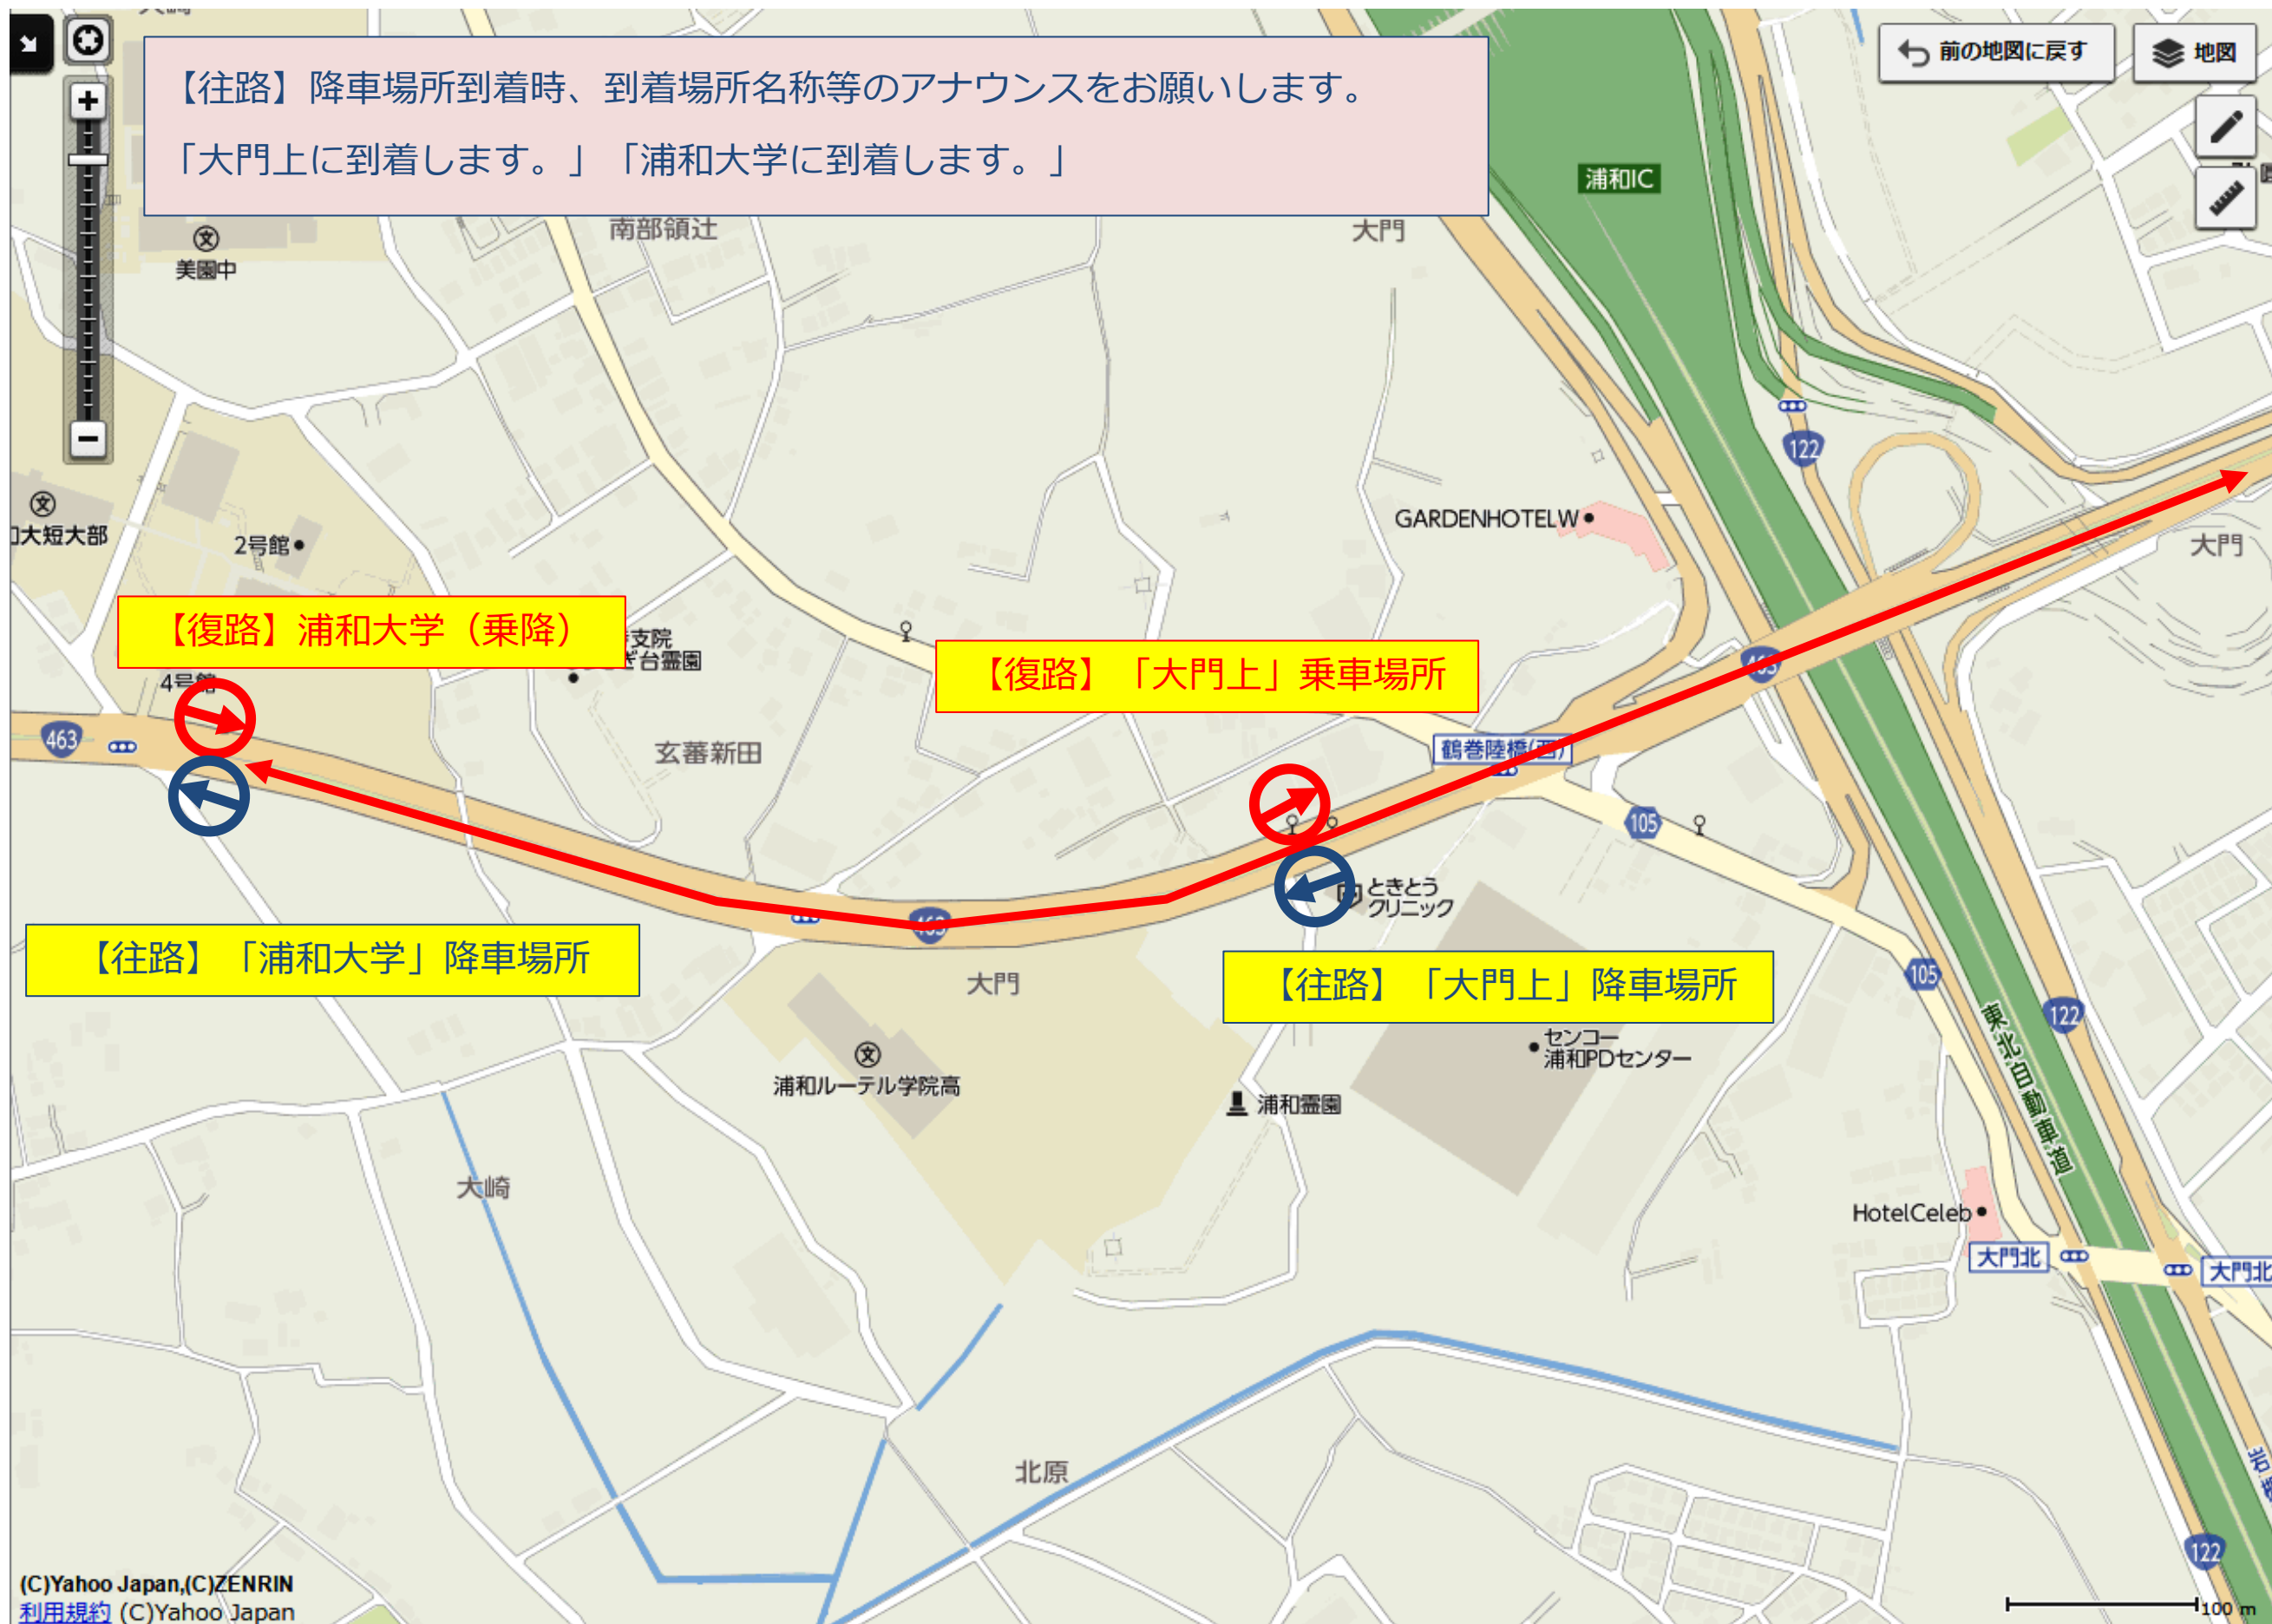 前の地図に戻す
地図
【往路】降車場所到着時、到着場所名称等のアナウンスをお願いします。
「大門上に到着します。」「浦和大学に到着します。」
浦和IC
南部領辻
大門
美園中
122
GARDENHOTELW
大短大部
2号館
大門
【復路】浦和大学（乗降）
支院
ぎ台霊園
【復路】「大門上」乗車場所
4号館
463
463
玄蕃新田
鶴巻陸橋(西)
105
ときとう
クリニック
463
【往路】「浦和大学」降車場所
大門
【往路】「大門上」降車場所
105
122
東北自動車道
センコー
浦和PDセンター
浦和ルーテル学院高
浦和霊園
大崎
HotelCeleb
大門北
大門北
北原
122
(C)Yahoo Japan,(C)ZENRIN
利用規約 (C)Yahoo Japan
100 m